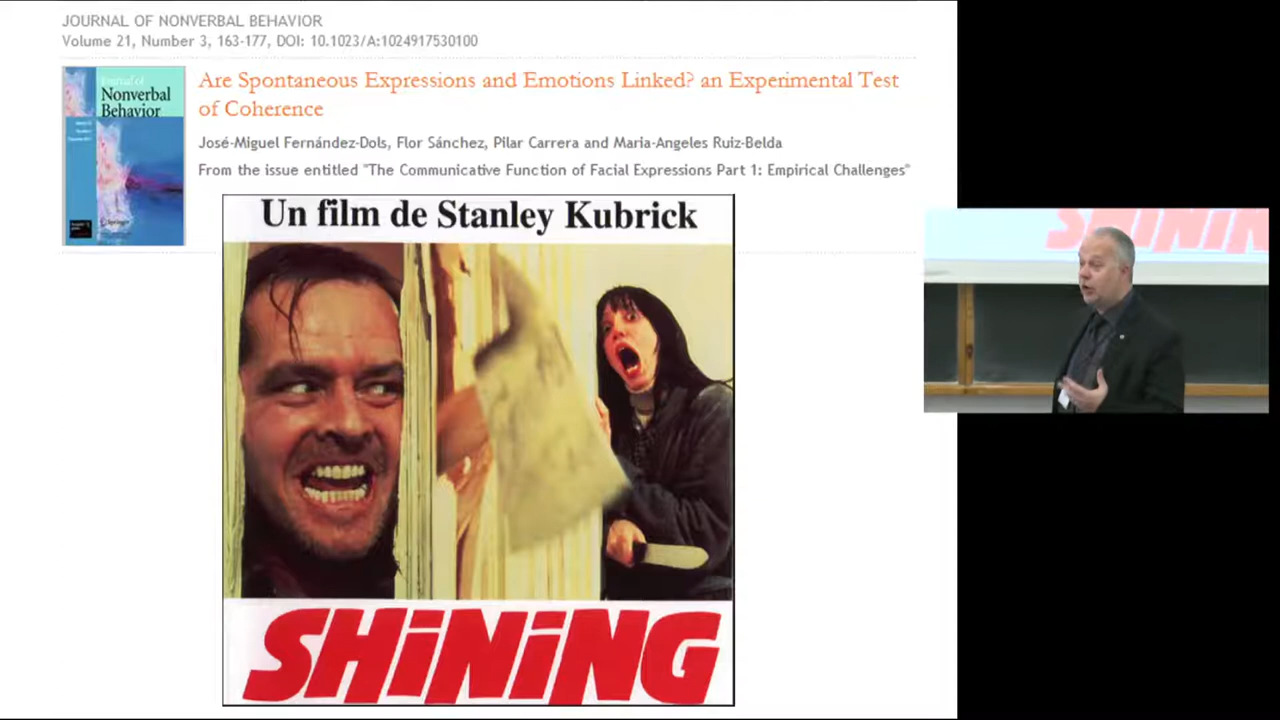 JOURNAL OF NONVERBAL BEHAVIOR
Volume 21, Number 3, 163-177, DOI: 10.1023/A:1024917530100
Journal of
Nonverbal
Behavior
Are Spontaneous Expressions and Emotions Linked? an Experimental Test
of Coherence
José-Miguel Fernández-Dols, Flor Sánchez, Pilar Carrera and Maria-Angeles Ruiz-Belda
From the issue entitled "The Communicative Function of Facial Expressions Part 1: Empirical Challenges"
Un film de Stanley Kubrick
SHiNiNG
SHiNiN